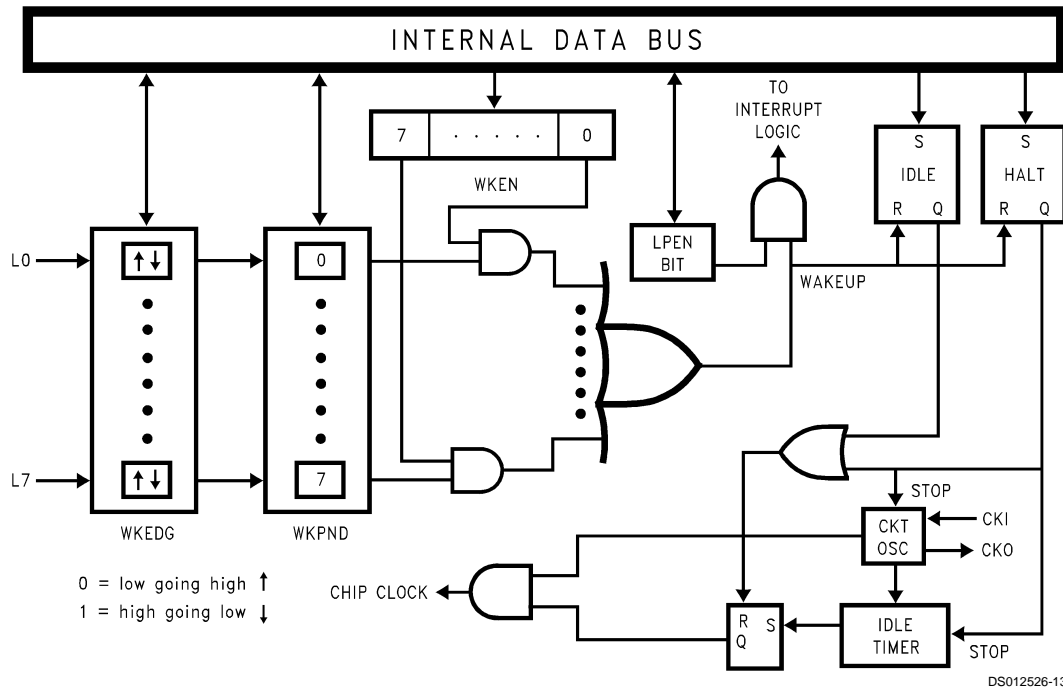 INTERNAL DATA BUS
TO
INTERRUPT
LOGIC
7 · · · · · 0
WKEN
S
IDLE
R Q
S
HALT
R Q
LPEN
BIT
WAKEUP
L0
↑↓
0
L7
↑↓
7
WKEDG
WKPND
0 = low going high ↑
1 = high going low ↓
STOP
CKT
OSC
CKI
CKO
CHIP CLOCK
R S
Q
IDLE
TIMER
STOP
DS012526-13